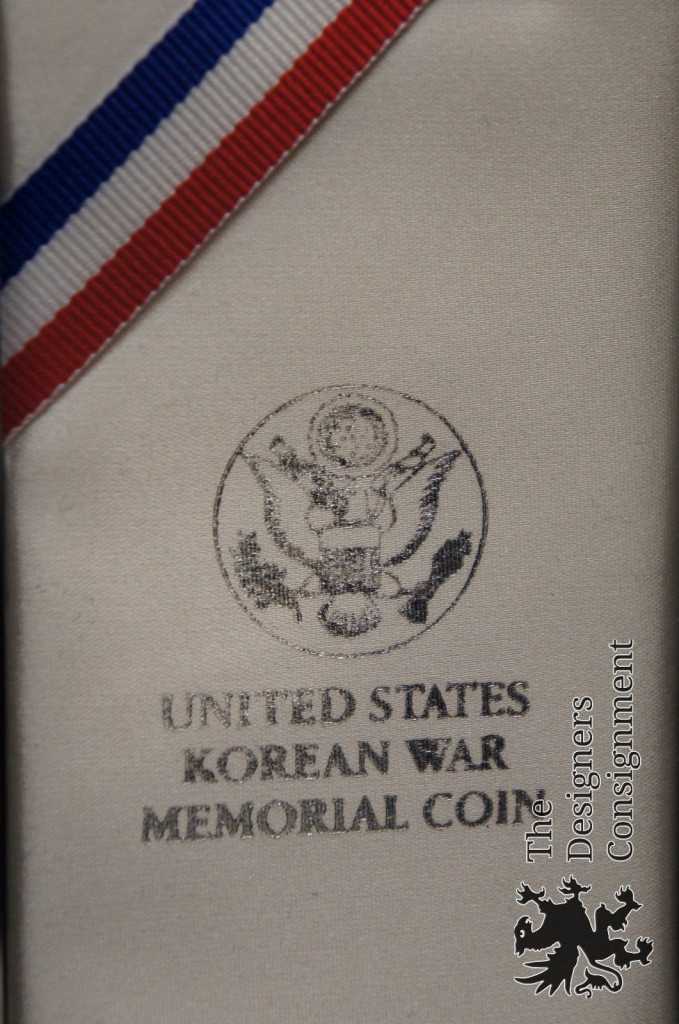 UNITED STATES
KOREAN WAR
MEMORIAL COIN
The
Designers
Consignment